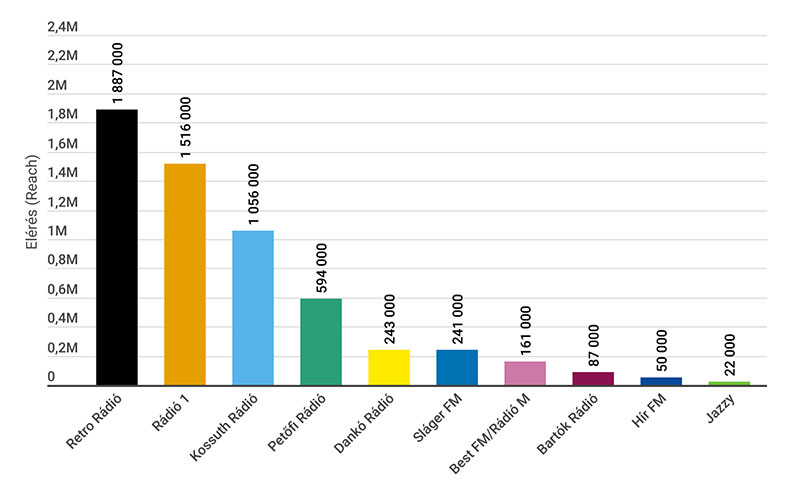 2,4M
2,2M
2M
1,8M
1,6M
1,4M
1,2M
1M
0,8M
0,6M
0,4M
0,2M
0
Elérés (Reach)
1 887 000
1 516 000
1 056 000
594 000
243 000
241 000
161 000
87 000
50 000
22 000
Retro Rádió
Rádió 1
Kossuth Rádió
Petőfi Rádió
Dankó Rádió
Sláger FM
Best FM/Rádió M
Bartók Rádió
Hír FM
Jazzy